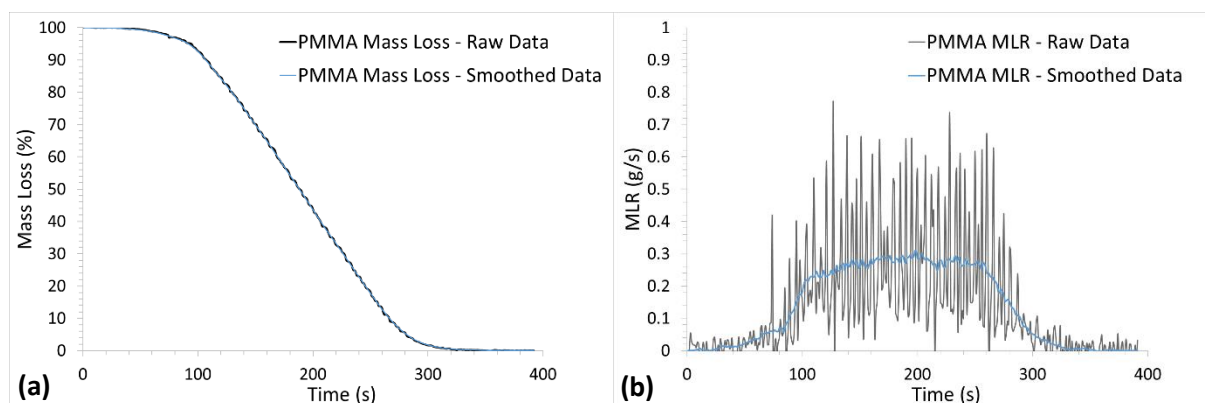 PMMA Mass Loss - Raw Data
PMMA Mass Loss - Smoothed Data
Mass Loss (%)
100
90
80
70
60
50
40
30
20
10
0
0 100 200 300 400
Time (s)
(a)
PMMA MLR - Raw Data
PMMA MLR - Smoothed Data
MLR (g/s)
1
0.9
0.8
0.7
0.6
0.5
0.4
0.3
0.2
0.1
0
0 100 200 300 400
Time (s)
(b)